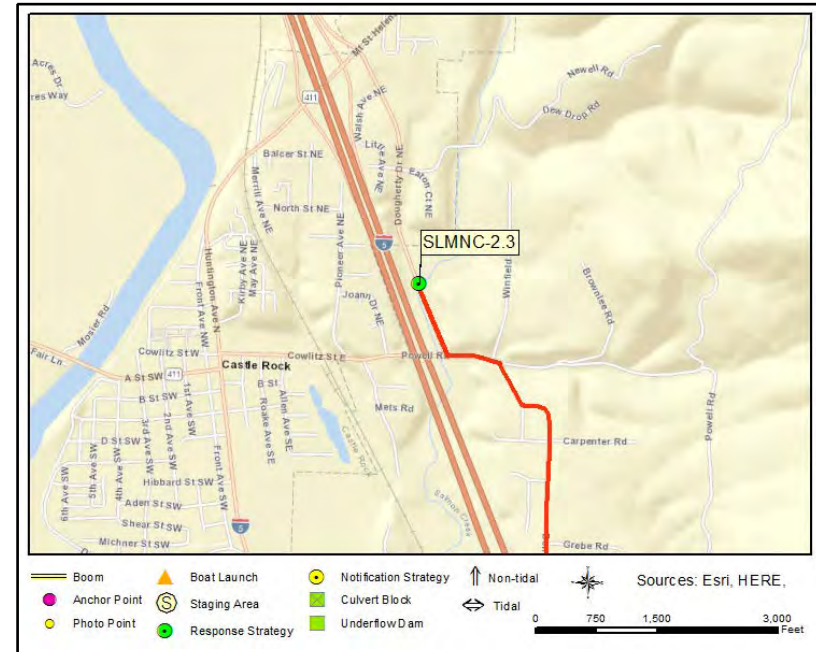 Acres Dr
res Way
Mt St Helens
411
Walsh Ave NE
Newell Rd
Dew Drop Rd
Balcer St NE
Eaton Ct NE
Dougherty Dr NE
Merrill Ave NE
North St NE
Pioneer Ave NE
5
SLMNC-2.3
Kirby Ave NE
May Ave NE
Huntington Ave N
Front Ave NW
Joann Dr NE
Winfield
Brownlee Rd
Mosier Rd
Fair Ln
Cowlitz St W
Cowlitz St E
Powell Rd
Castle Rock
A St SW
411
B St SW
B St
Mets Rd
Powell Rd
1st Ave SW
2nd Ave SW
3rd Ave SW
4th Ave SW
5th Ave SW
6th Ave SW
Roake Ave SE
Allen Ave SE
D St SW
Front Ave SW
Castle Rock
Carpenter Rd
Hibbard St SW
Aden St SW
Salmon Creek
Shear St SW
5
Michner St SW
Grebe Rd
Boom
Boat Launch
Notification Strategy
Non-tidal
Sources: Esri, HERE,
Anchor Point
S
Staging Area
Culvert Block
Tidal
Photo Point
Response Strategy
Underflow Dam
0 750 1,500 3,000
Feet